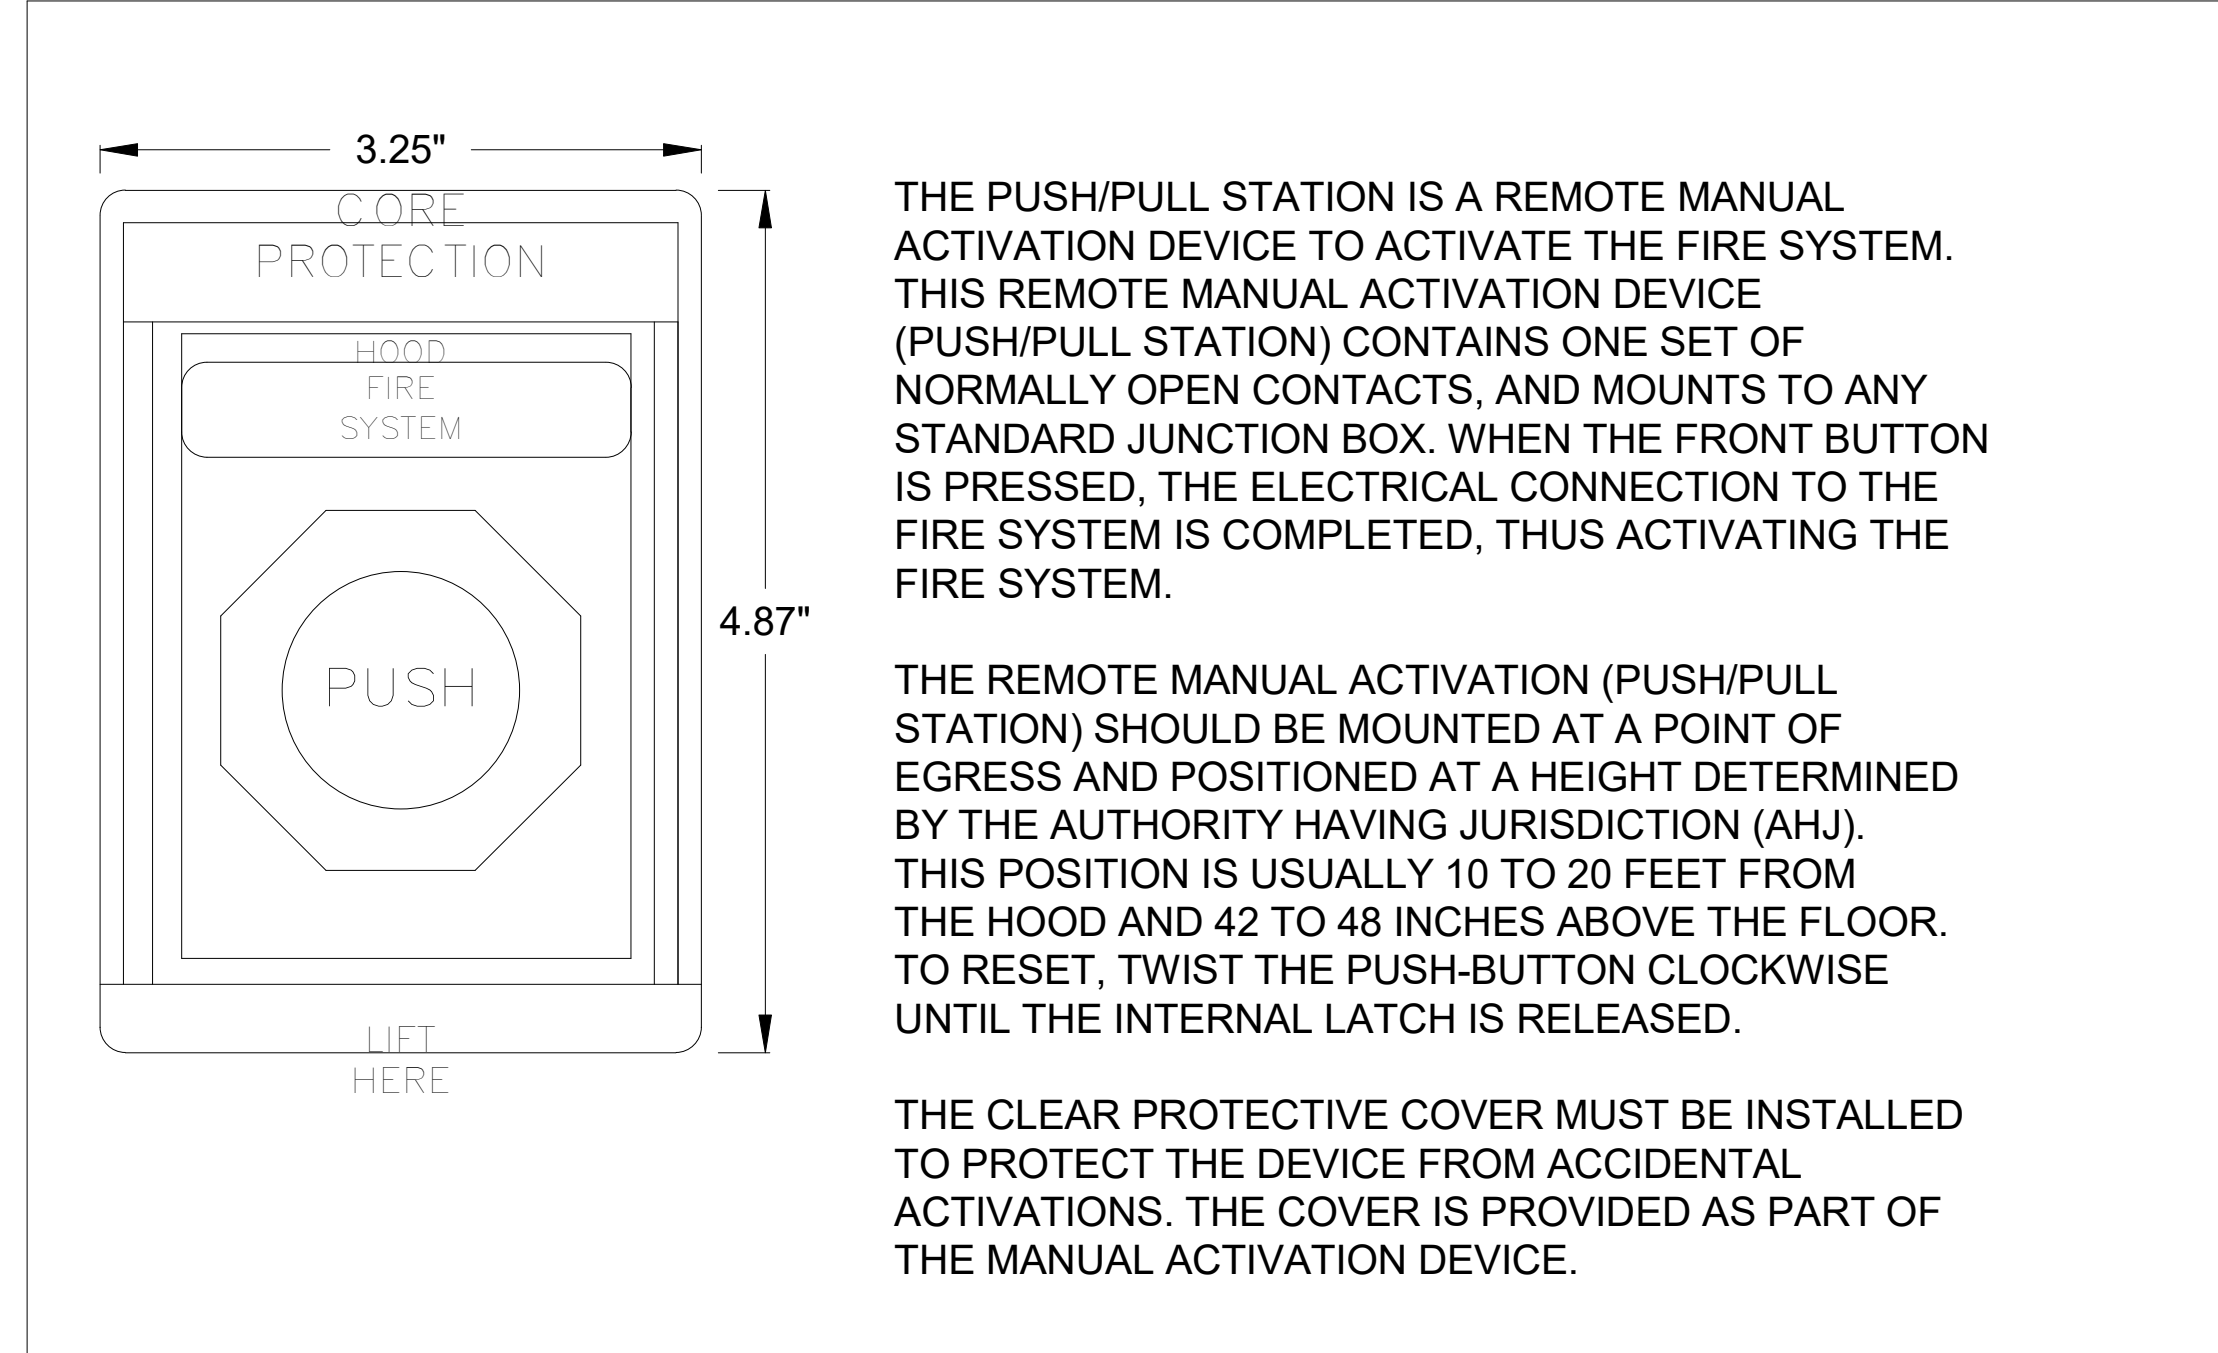 3.25"
CORE
PROTECTION
HOOD
FIRE
SYSTEM
PUSH
4.87"
LIFT
HERE
THE PUSH/PULL STATION IS A REMOTE MANUAL
ACTIVATION DEVICE TO ACTIVATE THE FIRE SYSTEM.
THIS REMOTE MANUAL ACTIVATION DEVICE
(PUSH/PULL STATION) CONTAINS ONE SET OF
NORMALLY OPEN CONTACTS, AND MOUNTS TO ANY
STANDARD JUNCTION BOX. WHEN THE FRONT BUTTON
IS PRESSED, THE ELECTRICAL CONNECTION TO THE
FIRE SYSTEM IS COMPLETED, THUS ACTIVATING THE
FIRE SYSTEM.
THE REMOTE MANUAL ACTIVATION (PUSH/PULL
STATION) SHOULD BE MOUNTED AT A POINT OF
EGRESS AND POSITIONED AT A HEIGHT DETERMINED
BY THE AUTHORITY HAVING JURISDICTION (AHJ).
THIS POSITION IS USUALLY 10 TO 20 FEET FROM
THE HOOD AND 42 TO 48 INCHES ABOVE THE FLOOR.
TO RESET, TWIST THE PUSH-BUTTON CLOCKWISE
UNTIL THE INTERNAL LATCH IS RELEASED.
THE CLEAR PROTECTIVE COVER MUST BE INSTALLED
TO PROTECT THE DEVICE FROM ACCIDENTAL
ACTIVATIONS. THE COVER IS PROVIDED AS PART OF
THE MANUAL ACTIVATION DEVICE.